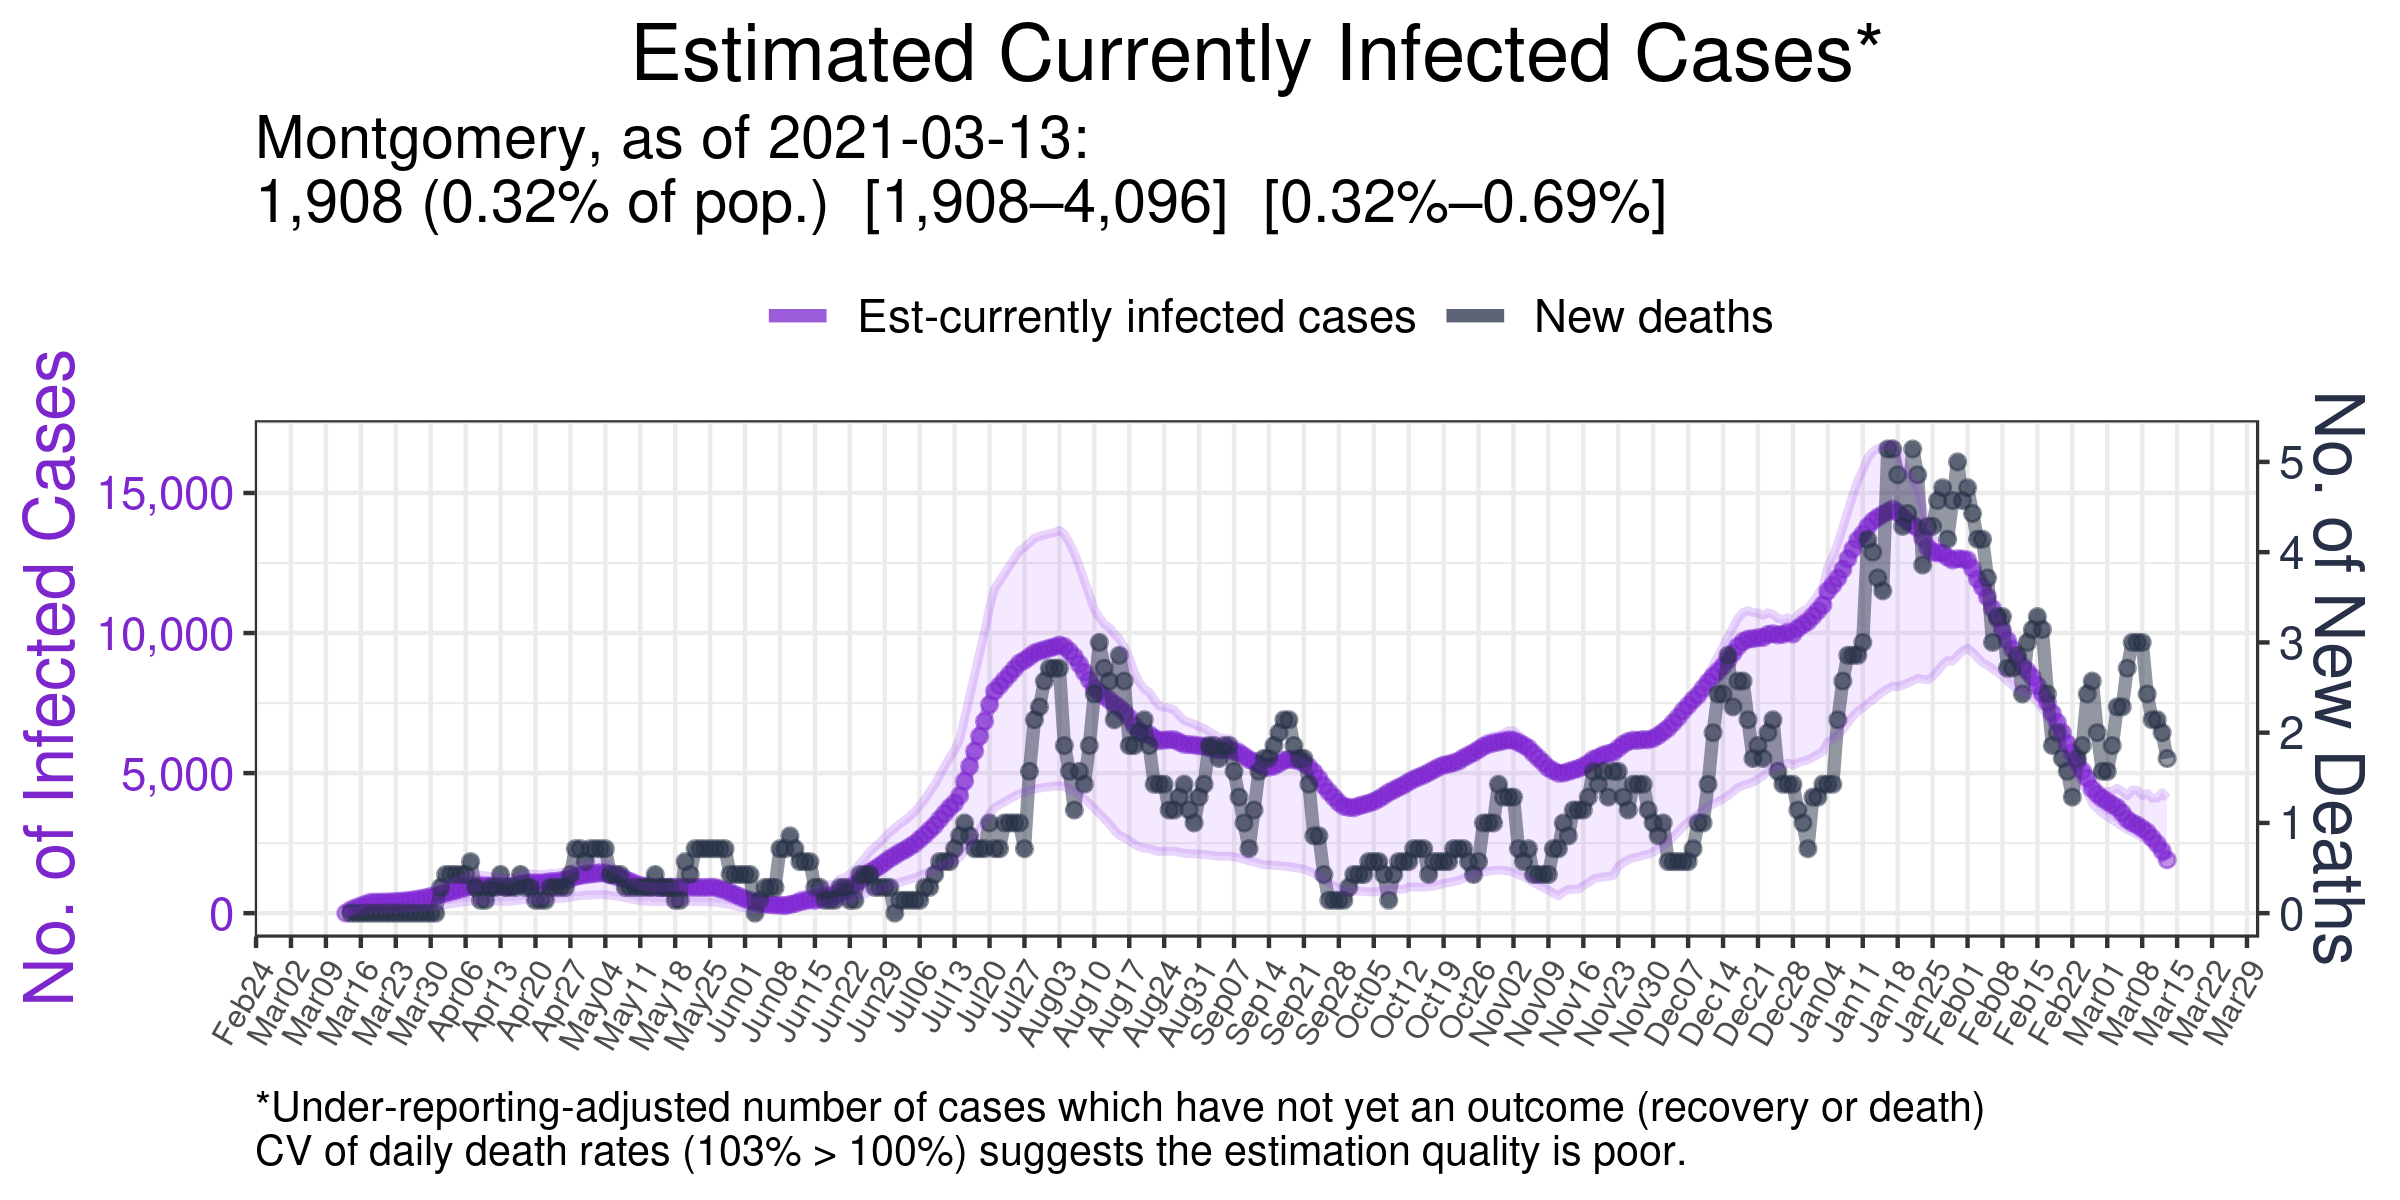 Estimated Currently Infected Cases*
Montgomery, as of 2021-03-13:
1,908 (0.32% of pop.)  [1,908–4,096]  [0.32%–0.69%]
Est-currently infected cases
New deaths
No. of Infected Cases
15,000
10,000
5,000
0
No. of New Deaths
5
4
3
2
1
0
Feb24
Mar02
Mar09
Mar16
Mar23
Mar30
Apr06
Apr13
Apr20
Apr27
May04
May11
May18
May25
Jun01
Jun08
Jun15
Jun22
Jun29
Jul06
Jul13
Jul20
Jul27
Aug03
Aug10
Aug17
Aug24
Aug31
Sep07
Sep14
Sep21
Sep28
Oct05
Oct12
Oct19
Oct26
Nov02
Nov09
Nov16
Nov23
Nov30
Dec07
Dec14
Dec21
Dec28
Jan04
Jan11
Jan18
Jan25
Feb01
Feb08
Feb15
Feb22
Mar01
Mar08
Mar15
Mar22
Mar29
*Under-reporting-adjusted number of cases which have not yet an outcome (recovery or death)
CV of daily death rates (103% > 100%) suggests the estimation quality is poor.